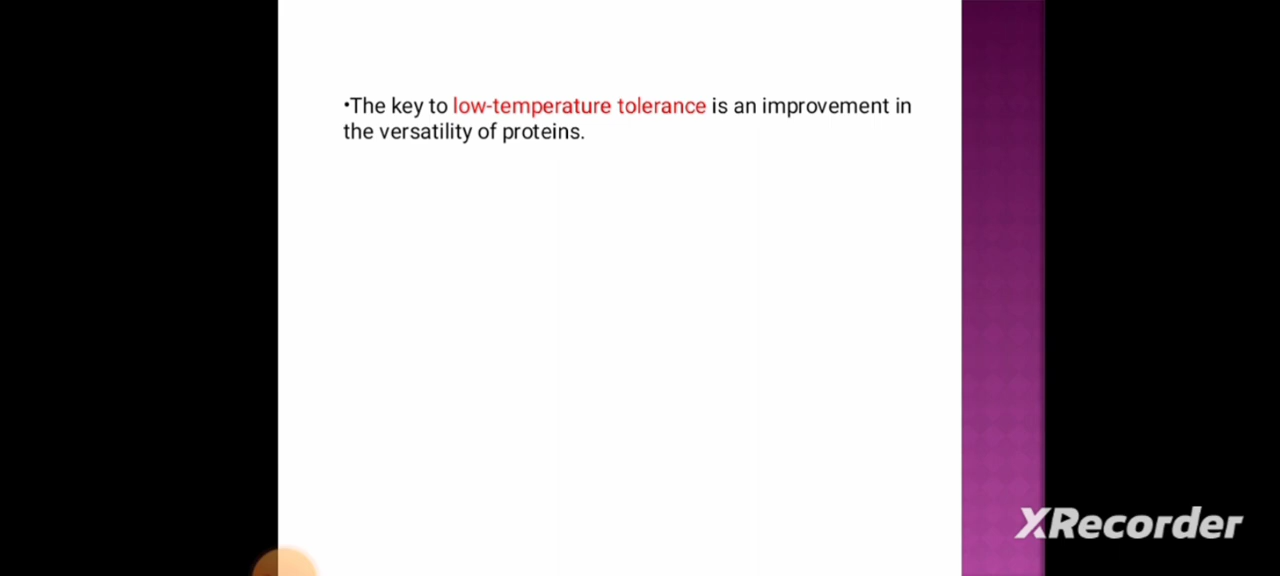 •The key to low-temperature tolerance is an improvement in
the versatility of proteins.
XRecorder